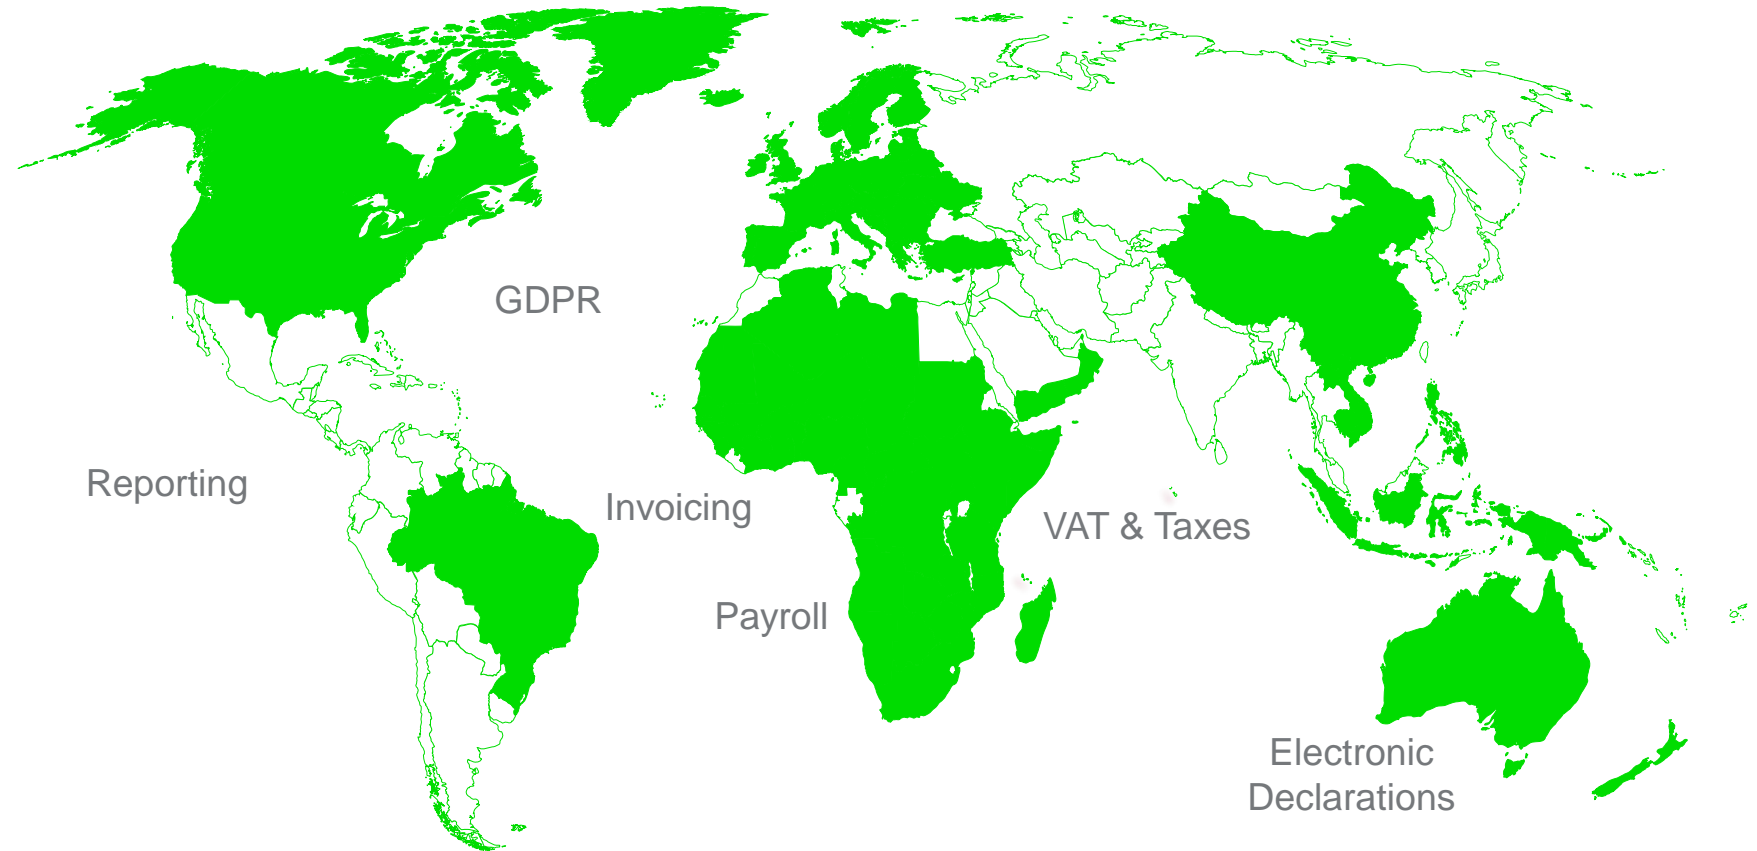 GDPR
Reporting
Invoicing
VAT & Taxes
Payroll
Electronic
Declarations